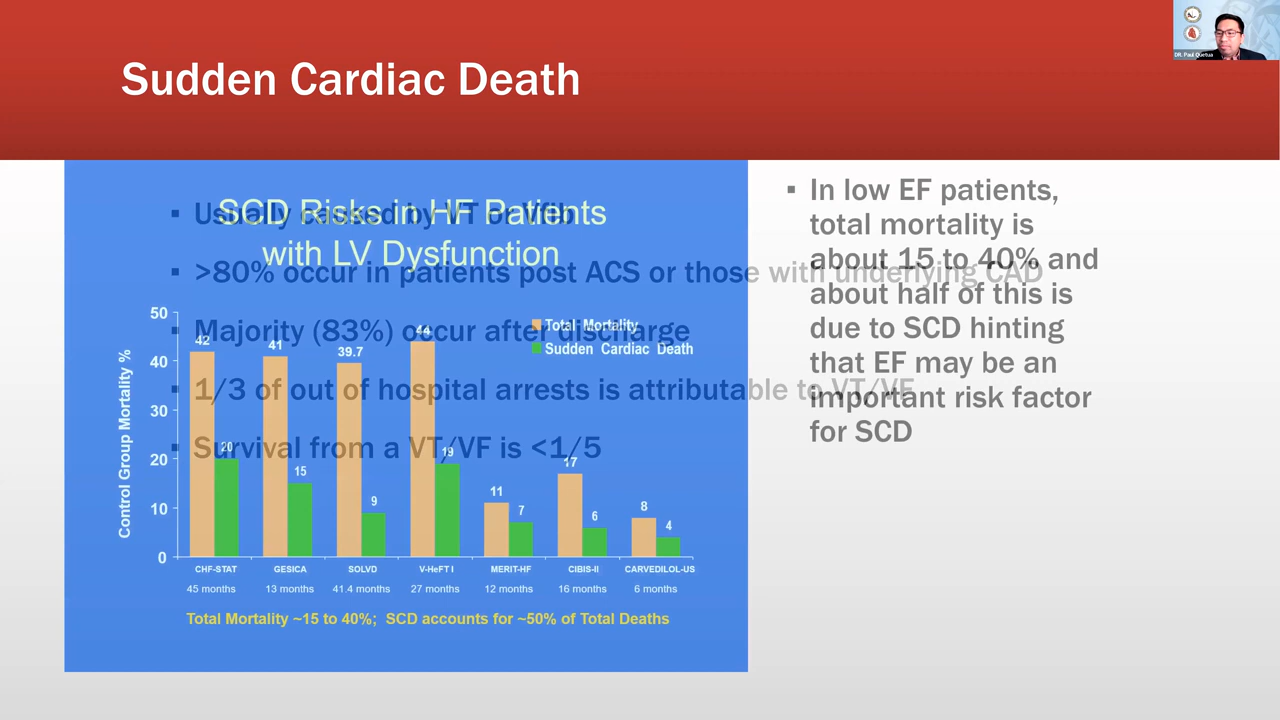 Sudden Cardiac Death
DR. Paul Quetua
SCD Risks in HF Patients
with LV Dysfunction
▪ Usually caused by VT or Vfib
▪ >80% occur in patients post ACS or those with underlying CAD
▪ Majority (83%) occur after discharge
▪ 1/3 of out of hospital arrests is attributable to VT/VF
▪ Survival from a VT/VF is <1/5
Control Group Mortality %
50
40
30
20
10
0
Total Mortality
Sudden Cardiac Death
42
20
41
15
39.7
9
44
19
11
7
17
6
8
4
CHF-STAT
GESICA
SOLVD
V-HeFT I
MERIT-HF
CIBIS-II
CARVEDILOL-US
45 months
13 months
41.4 months
27 months
12 months
16 months
6 months
Total Mortality ~15 to 40%; SCD accounts for ~50% of Total Deaths
▪ In low EF patients,
total mortality is
about 15 to 40% and
about half of this is
due to SCD hinting
that EF may be an
important risk factor
for SCD